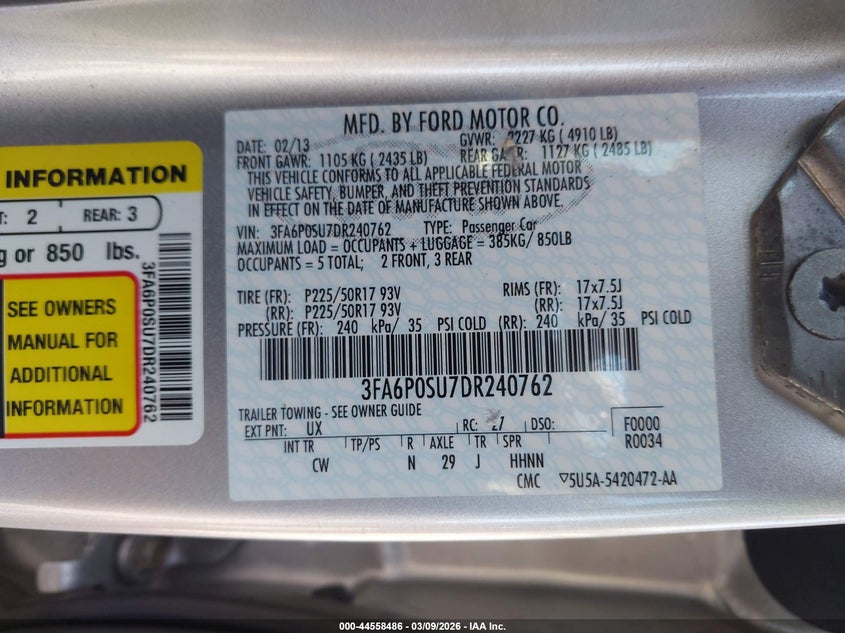 INFORMATION
T: 2 REAR: 3
g or 850 lbs.
SEE OWNERS
MANUAL FOR
ADDITIONAL
INFORMATION
3FA6P0SU7DR240762
MFD. BY FORD MOTOR CO.
DATE: 02/13 GVWR: 2227 KG ( 4910 LB)
FRONT GAWR: 1105 KG ( 2435 LB) REAR GAWR: 1127 KG ( 2485 LB)
THIS VEHICLE CONFORMS TO ALL APPLICABLE FEDERAL MOTOR
VEHICLE SAFETY, BUMPER, AND THEFT PREVENTION STANDARDS
IN EFFECT ON THE DATE OF MANUFACTURE SHOWN ABOVE.
VIN: 3FA6P0SU7DR240762 TYPE: Passenger Car
MAXIMUM LOAD = OCCUPANTS + LUGGAGE = 385KG/ 850LB
OCCUPANTS = 5 TOTAL; 2 FRONT, 3 REAR
TIRE (FR): P225/50R17 93V RIMS (FR): 17x7.5J
(RR): P225/50R17 93V (RR): 17x7.5J
PRESSURE (FR): 240 kPa/ 35 PSI COLD (RR): 240 kPa/ 35 PSI COLD
3FA6P0SU7DR240762
TRAILER TOWING - SEE OWNER GUIDE
EXT PNT: UX RC: 27 DSO: F0000
R0034
INT TR TP/PS R AXLE TR SPR
CW N 29 J HHNN
CMC ▽5U5A-5420472-AA
000-44558486 | 03/09/2026 – IAA Inc.